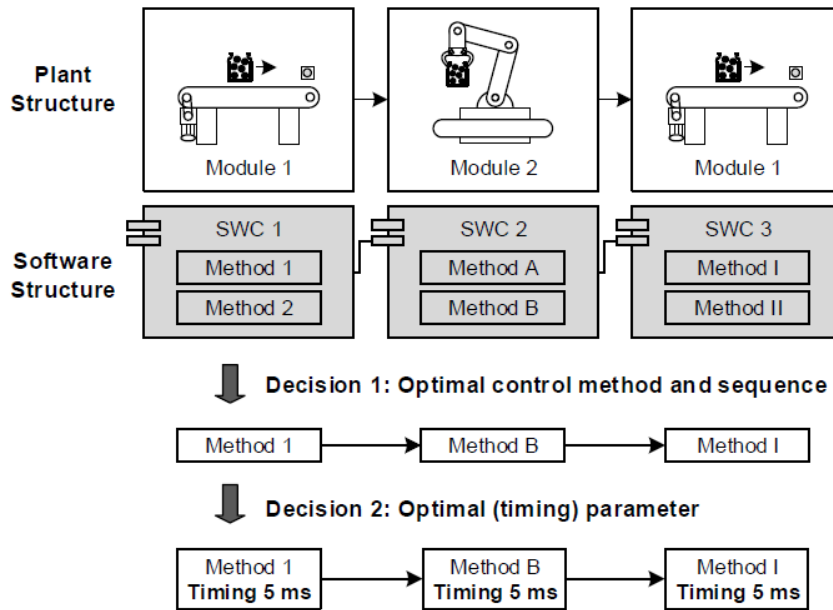 Plant
Structure
Module 1
Module 2
Module 1
Software
Structure
SWC 1
Method 1
Method 2
SWC 2
Method A
Method B
SWC 3
Method I
Method II
Decision 1: Optimal control method and sequence
Method 1
Method B
Method I
Decision 2: Optimal (timing) parameter
Method 1
Timing 5 ms
Method B
Timing 5 ms
Method I
Timing 5 ms